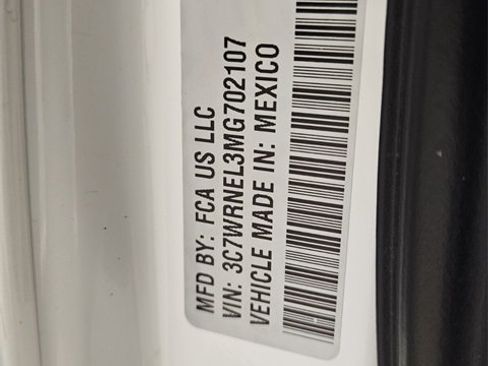 MFD BY: FCA US LLC
VIN: 3C7WRNEL3MG702107
VEHICLE MADE IN: MEXICO